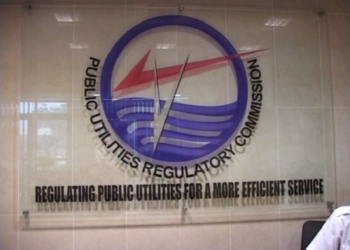 PUBLIC UTILITIES REGULATORY COMMISSION
REGULATING PUBLIC UTILITIES FOR A MORE EFFICIENT SERVICE